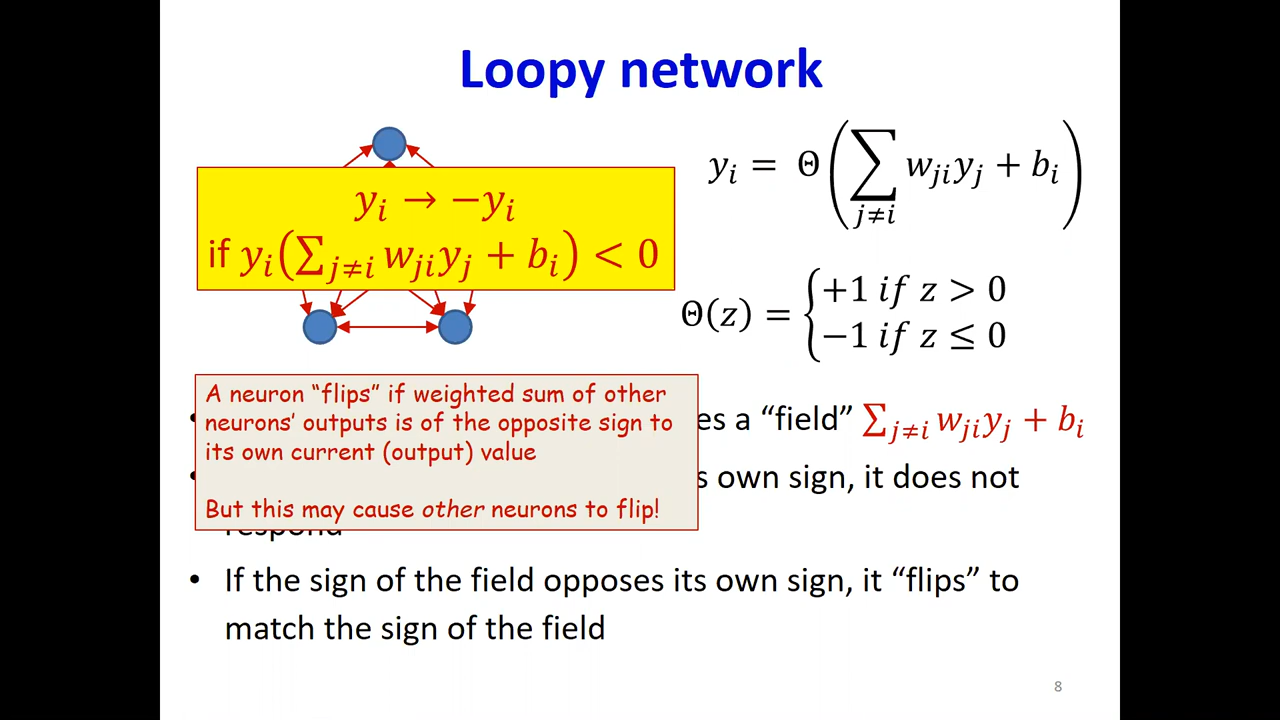 Loopy network
y_i → −y_i
if y_i(∑_{j≠i} w_{ji}y_j + b_i) < 0
y_i = Θ(∑_{j≠i} w_{ji}y_j + b_i)
Θ(z) = {+1 if z > 0
−1 if z ≤ 0
A neuron “flips” if weighted sum of other
neurons’ outputs is of the opposite sign to
its own current (output) value
But this may cause other neurons to flip!
• es a “field” ∑_{j≠i} w_{ji}y_j + b_i
• s own sign, it does not
respond
• If the sign of the field opposes its own sign, it “flips” to
match the sign of the field
8